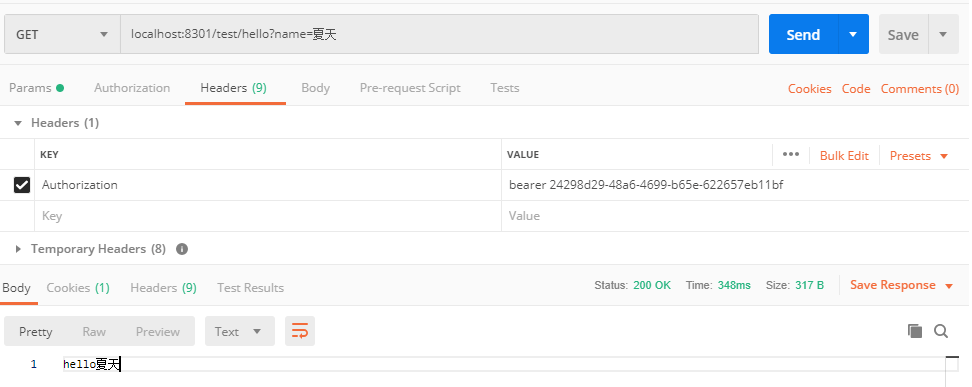 GET localhost:8301/test/hello?name=夏天 Send Save
Params Authorization Headers (9) Body Pre-request Script Tests Cookies Code Comments (0)
Headers (1)
KEY VALUE ••• Bulk Edit Presets
Authorization bearer 24298d29-48a6-4699-b65e-622657eb11bf
Key Value
Temporary Headers (8)
Body Cookies (1) Headers (9) Test Results Status: 200 OK Time: 348ms Size: 317 B Save Response
Pretty Raw Preview Text
1 hello夏天